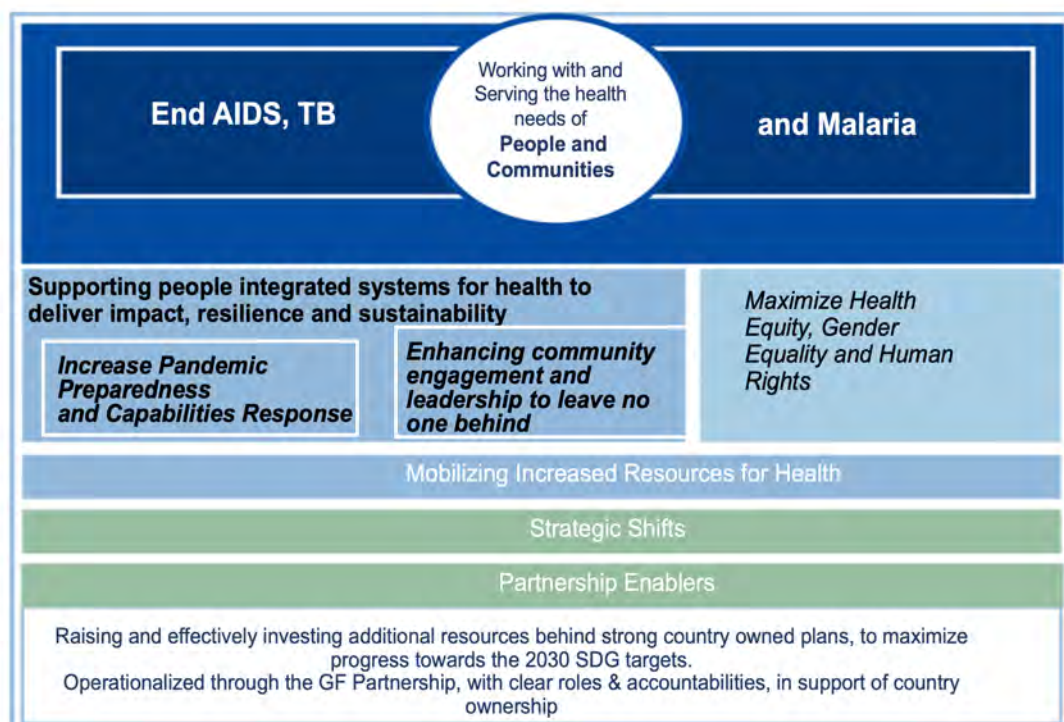 End AIDS, TB
Working with and
Serving the health
needs of
People and
Communities
and Malaria
Supporting people integrated systems for health to
deliver impact, resilience and sustainability
Increase Pandemic
Preparedness
and Capabilities Response
Enhancing community
engagement and
leadership to leave no
one behind
Maximize Health
Equity, Gender
Equality and Human
Rights
Mobilizing Increased Resources for Health
Strategic Shifts
Partnership Enablers
Raising and effectively investing additional resources behind strong country owned plans, to maximize
progress towards the 2030 SDG targets.
Operationalized through the GF Partnership, with clear roles & accountabilities, in support of country
ownership